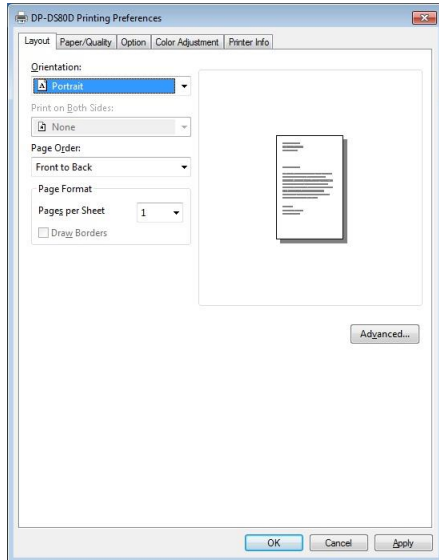 DP-DS80D Printing Preferences
Layout Paper/Quality Option Color Adjustment Printer Info
Orientation:
A Portrait
Print on Both Sides:
None
Page Order:
Front to Back
Page Format
Pages per Sheet 1
Draw Borders
Advanced...
OK Cancel Apply